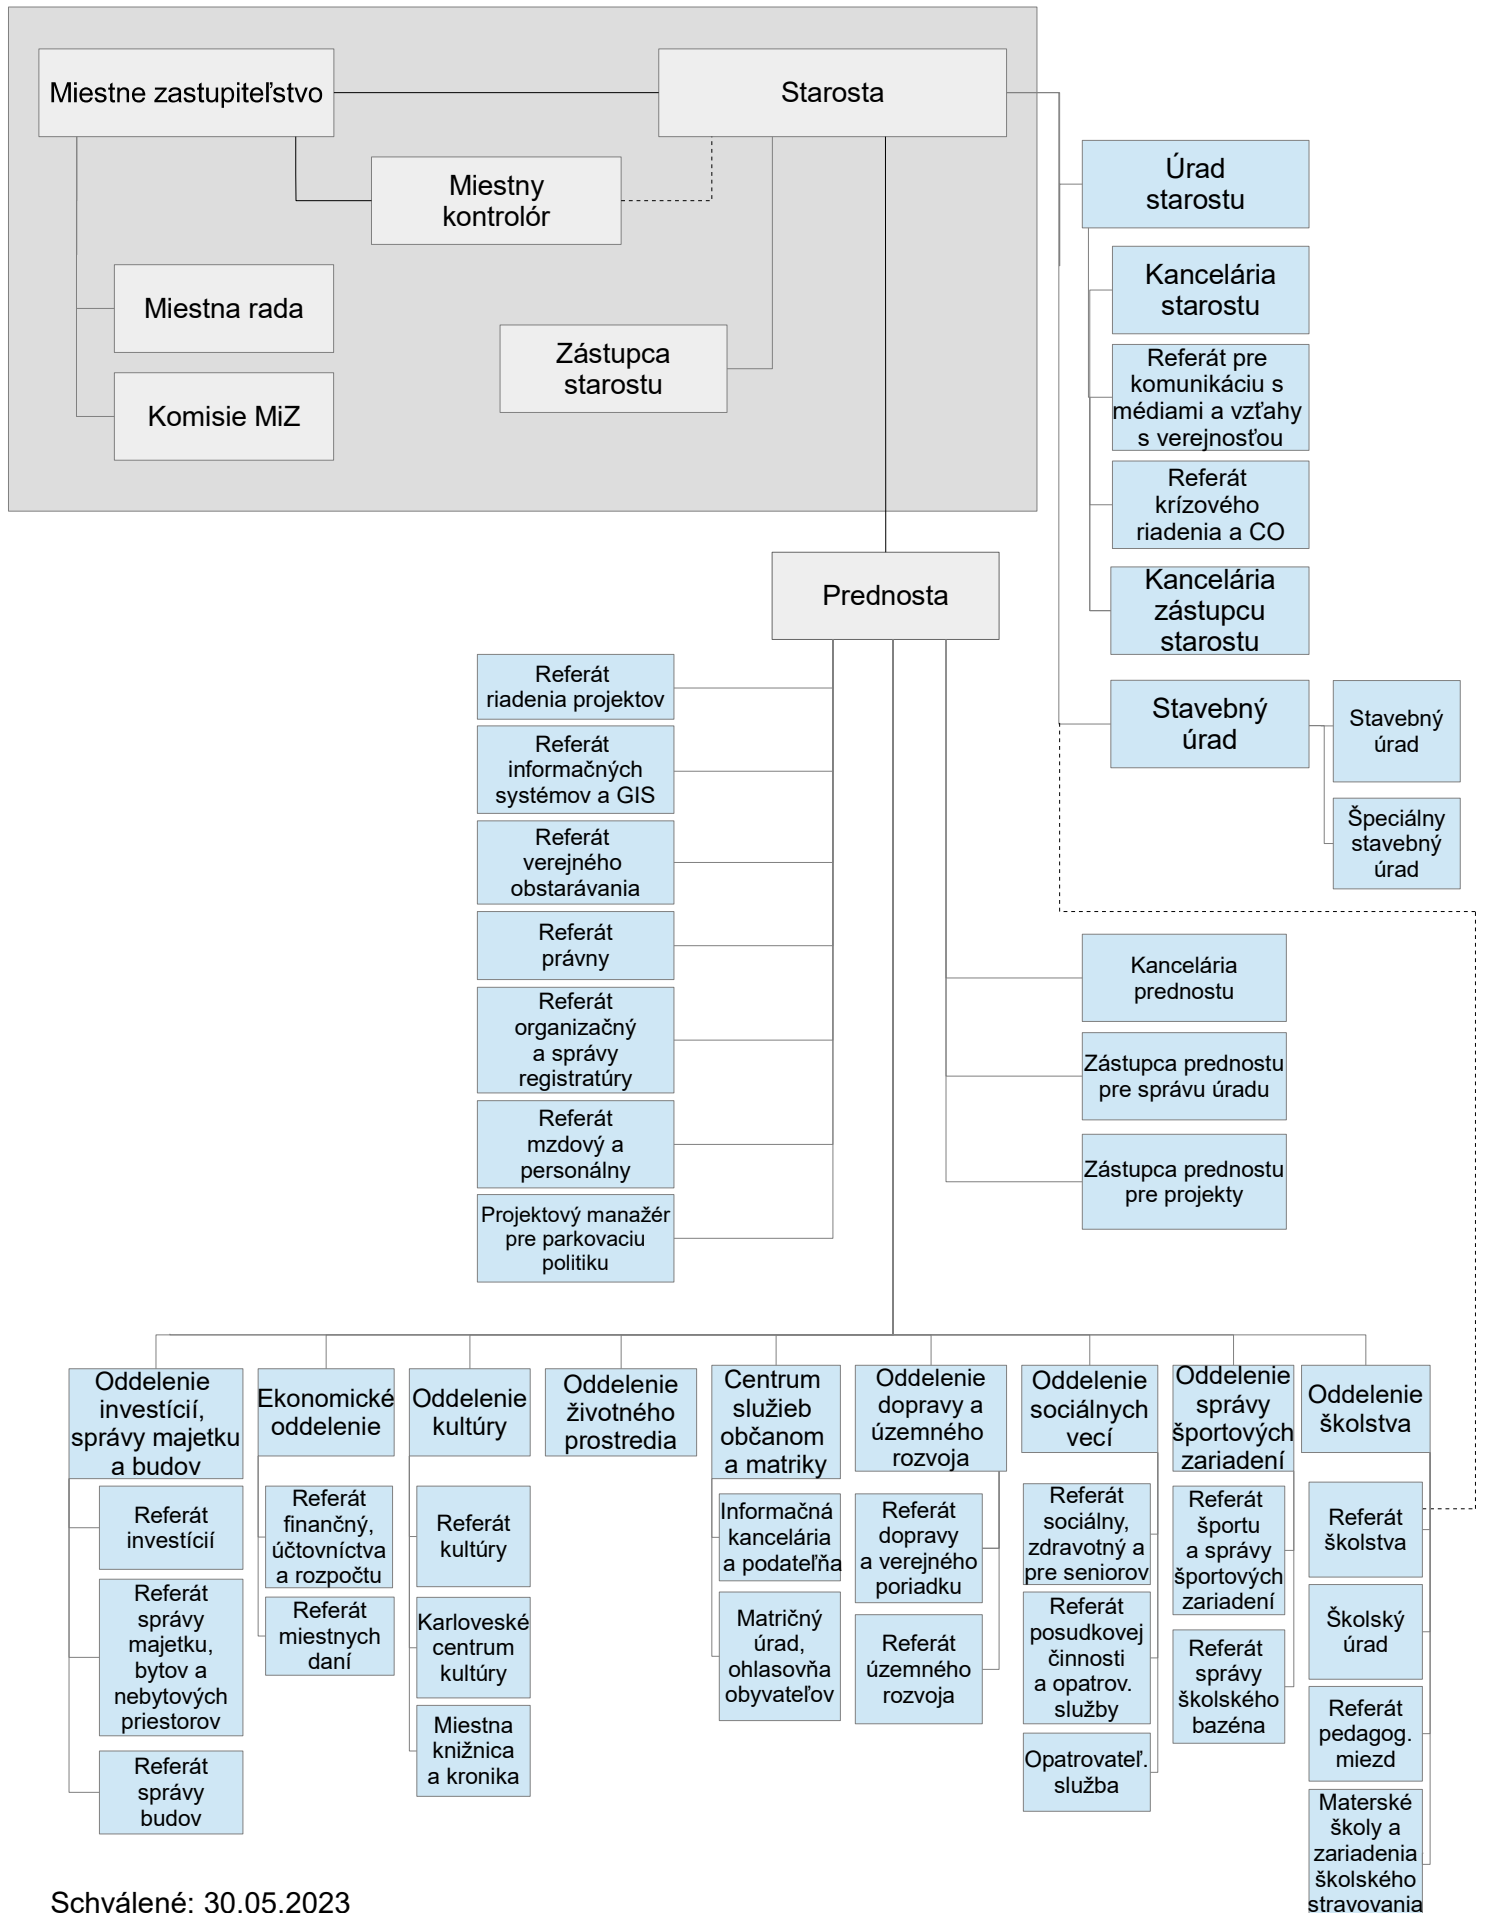 Miestne zastupiteľstvo
Starosta
Miestny
kontrolór
Miestna rada
Zástupca
starostu
Komisie MiZ
Úrad
starostu
Kancelária
starostu
Referát pre
komunikáciu s
médiami a vzťahy
s verejnosťou
Referát
krízového
riadenia a CO
Kancelária
zástupcu
starostu
Stavebný
úrad
Stavebný
úrad
Špeciálny
stavebný
úrad
Prednosta
Referát
riadenia projektov
Referát
informačných
systémov a GIS
Referát
verejného
obstarávania
Referát
právny
Referát
organizačný
a správy
registratúry
Referát
mzdový a
personálny
Projektový manažér
pre parkovaciu
politiku
Kancelária
prednostu
Zástupca prednostu
pre správu úradu
Zástupca prednostu
pre projekty
Oddelenie
investícií,
správy majetku
a budov
Referát
investícií
Referát
správy
majetku,
bytov a
nebytových
priestorov
Referát
správy
budov
Ekonomické
oddelenie
Referát
finančný,
účtovníctva
a rozpočtu
Referát
miestnych
daní
Oddelenie
kultúry
Referát
kultúry
Karloveské
centrum
kultúry
Miestna
knižnica
a kronika
Oddelenie
životného
prostredia
Centrum
služieb
občanom
a matriky
Informačná
kancelária
a podateľňa
Matričný
úrad,
ohlasovňa
obyvateľov
Oddelenie
dopravy a
územného
rozvoja
Referát
dopravy
a verejného
poriadku
Referát
územného
rozvoja
Oddelenie
sociálnych
vecí
Referát
sociálny,
zdravotný a
pre seniorov
Referát
posudkovej
činnosti
a opatrov.
služby
Opatrovateľ.
služba
Oddelenie
správy
športových
zariadení
Referát
športu
a správy
športových
zariadení
Referát
správy
školského
bazéna
Oddelenie
školstva
Referát
školstva
Školský
úrad
Referát
pedagog.
miezd
Materské
školy a
zariadenia
školského
stravovania
Schválené: 30.05.2023